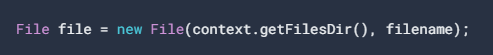 File file = new File(context.getFilesDir(), filename);